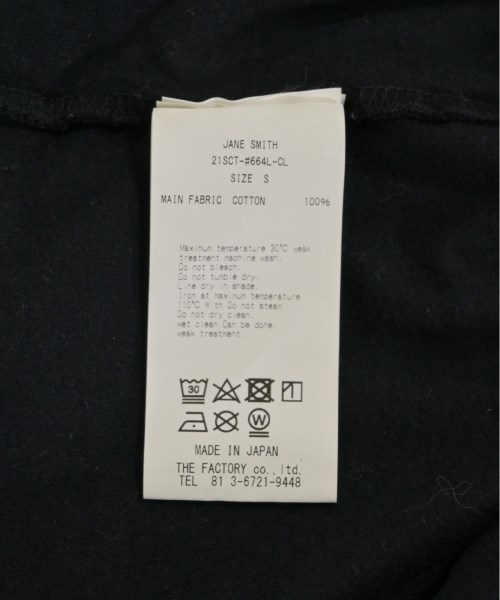 JANE SMITH
21SCT-#664L-CL
SIZE S
MAIN FABRIC COTTON 100%
Maximum temperature 30℃ weak
treatment machine wash.
Do not bleach.
Do not tumble dry.
Line dry in shade.
Iron at maximum temperature
110℃ With Do not steam
Do not dry clean.
wet clean Can be done.
weak treatment.
30
W
MADE IN JAPAN
THE FACTORY co.,ltd.
TEL 81 3-6721-9448